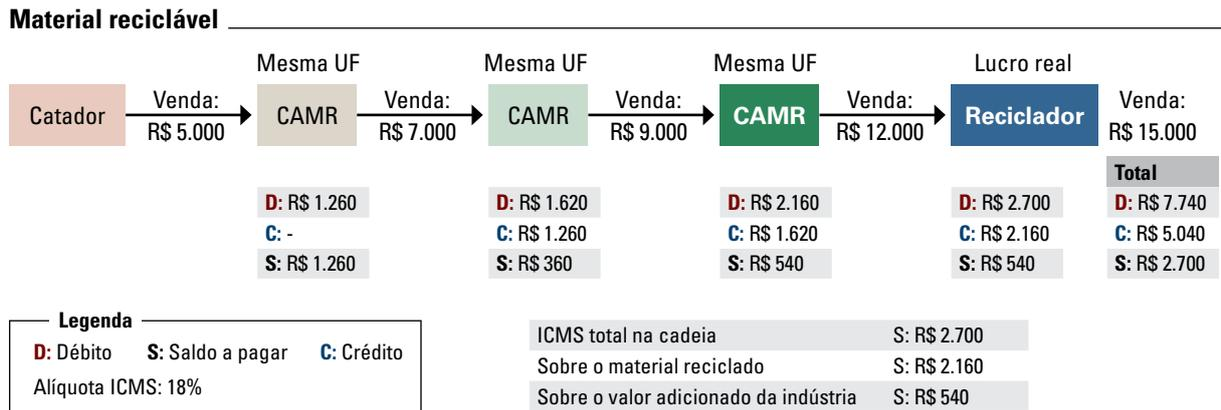 Material reciclável
Mesma UF
Mesma UF
Mesma UF
Lucro real
Catador
Venda:
R$ 5.000
CAMR
Venda:
R$ 7.000
CAMR
Venda:
R$ 9.000
CAMR
Venda:
R$ 12.000
Reciclador
Venda:
R$ 15.000
D: R$ 1.260
C: -
S: R$ 1.260
D: R$ 1.620
C: R$ 1.260
S: R$ 360
D: R$ 2.160
C: R$ 1.620
S: R$ 540
D: R$ 2.700
C: R$ 2.160
S: R$ 540
Total
D: R$ 7.740
C: R$ 5.040
S: R$ 2.700
Legenda
D: Débito S: Saldo a pagar C: Crédito
Alíquota ICMS: 18%
ICMS total na cadeia S: R$ 2.700
Sobre o material reciclado S: R$ 2.160
Sobre o valor adicionado da indústria S: R$ 540